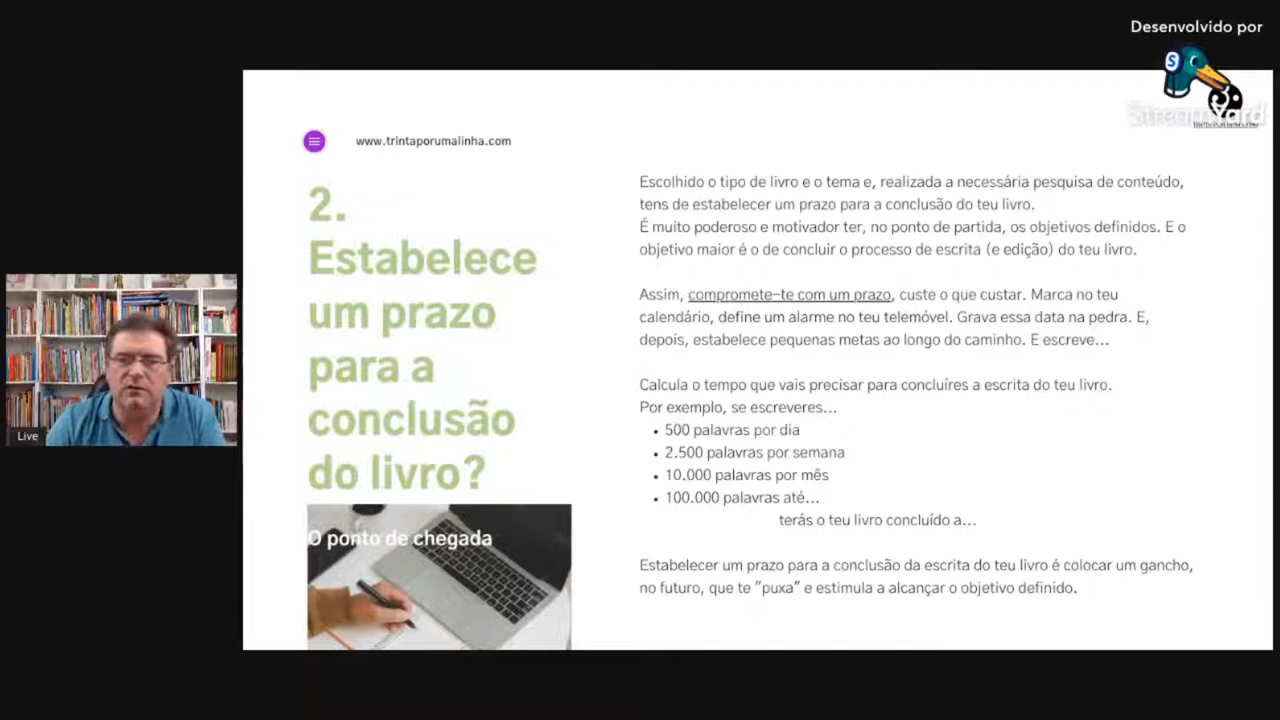 Desenvolvido por
StreamYard
www.trintaporumalinha.com
2.
Estabelece
um prazo
para a
conclusão
do livro?
O ponto de chegada
Escolhido o tipo de livro e o tema e, realizada a necessária pesquisa de conteúdo,
tens de estabelecer um prazo para a conclusão do teu livro.
É muito poderoso e motivador ter, no ponto de partida, os objetivos definidos. E o
objetivo maior é o de concluir o processo de escrita (e edição) do teu livro.
Assim, compromete-te com um prazo, custe o que custar. Marca no teu
calendário, define um alarme no teu telemóvel. Grava essa data na pedra. E,
depois, estabelece pequenas metas ao longo do caminho. E escreve...
Calcula o tempo que vais precisar para concluíres a escrita do teu livro.
Por exemplo, se escreveres...
• 500 palavras por dia
• 2.500 palavras por semana
• 10.000 palavras por mês
• 100.000 palavras até...
terás o teu livro concluído a...
Estabelecer um prazo para a conclusão da escrita do teu livro é colocar um gancho,
no futuro, que te "puxa" e estimula a alcançar o objetivo definido.
Live